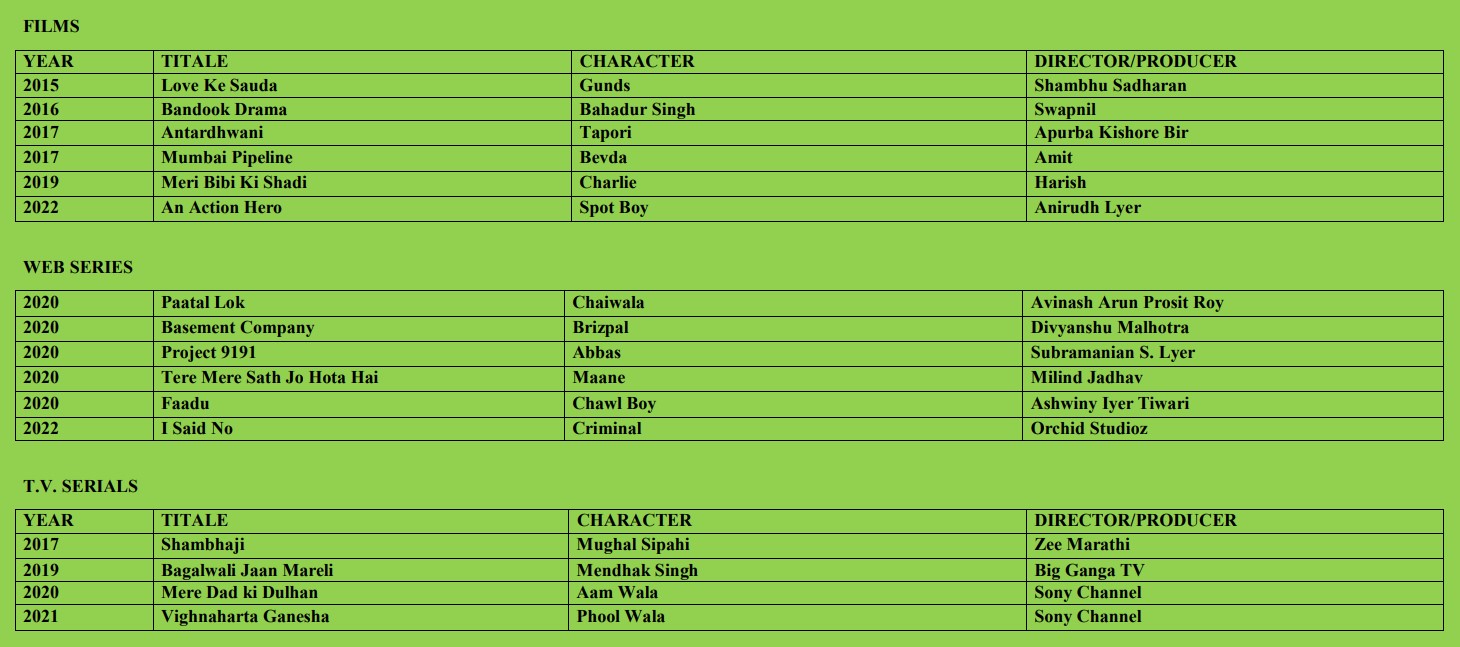 FILMS
YEAR TITALE CHARACTER DIRECTOR/PRODUCER
2015 Love Ke Sauda Gunds Shambhu Sadharan
2016 Bandook Drama Bahadur Singh Swapnil
2017 Antardhwani Tapori Apurba Kishore Bir
2017 Mumbai Pipeline Bevda Amit
2019 Meri Bibi Ki Shadi Charlie Harish
2022 An Action Hero Spot Boy Anirudh Lyer
WEB SERIES
2020 Paatal Lok Chaiwala Avinash Arun Prosit Roy
2020 Basement Company Brizpal Divyanshu Malhotra
2020 Project 9191 Abbas Subramanian S. Lyer
2020 Tere Mere Sath Jo Hota Hai Maane Milind Jadhav
2020 Faadu Chawl Boy Ashwiny Iyer Tiwari
2022 I Said No Criminal Orchid Studioz
T.V. SERIALS
YEAR TITALE CHARACTER DIRECTOR/PRODUCER
2017 Shambhaji Mughal Sipahi Zee Marathi
2019 Bagalwali Jaan Mareli Mendhak Singh Big Ganga TV
2020 Mere Dad ki Dulhan Aam Wala Sony Channel
2021 Vighnaharta Ganesha Phool Wala Sony Channel